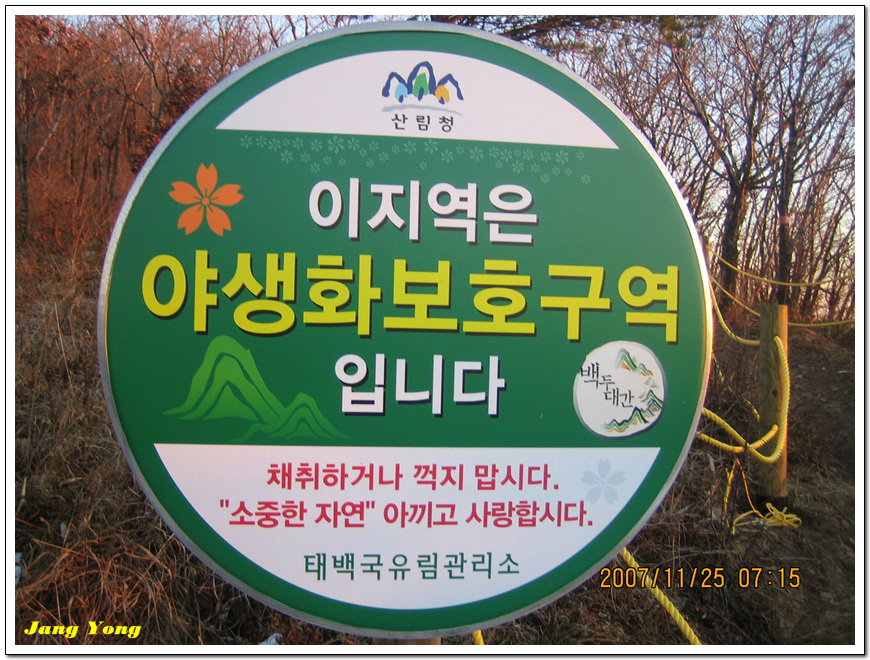 산림청
이지역은
야생화보호구역
입니다
백두
대간
채취하거나 꺽지 맙시다.
"소중한 자연" 아끼고 사랑합시다.
태백국유림관리소
2007/11/25 07:15
Jang Yong